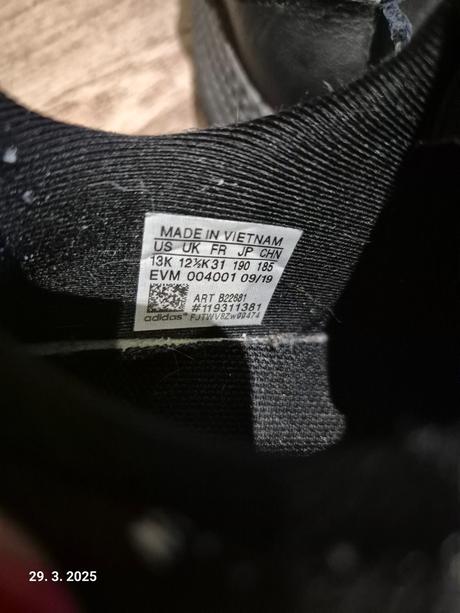 MADE IN VIETNAM
US UK FR JP CHN
13K 12½K 31 190 185
EVM 004001 09/19
ART B22681
#119311381
adidas
29. 3. 2025